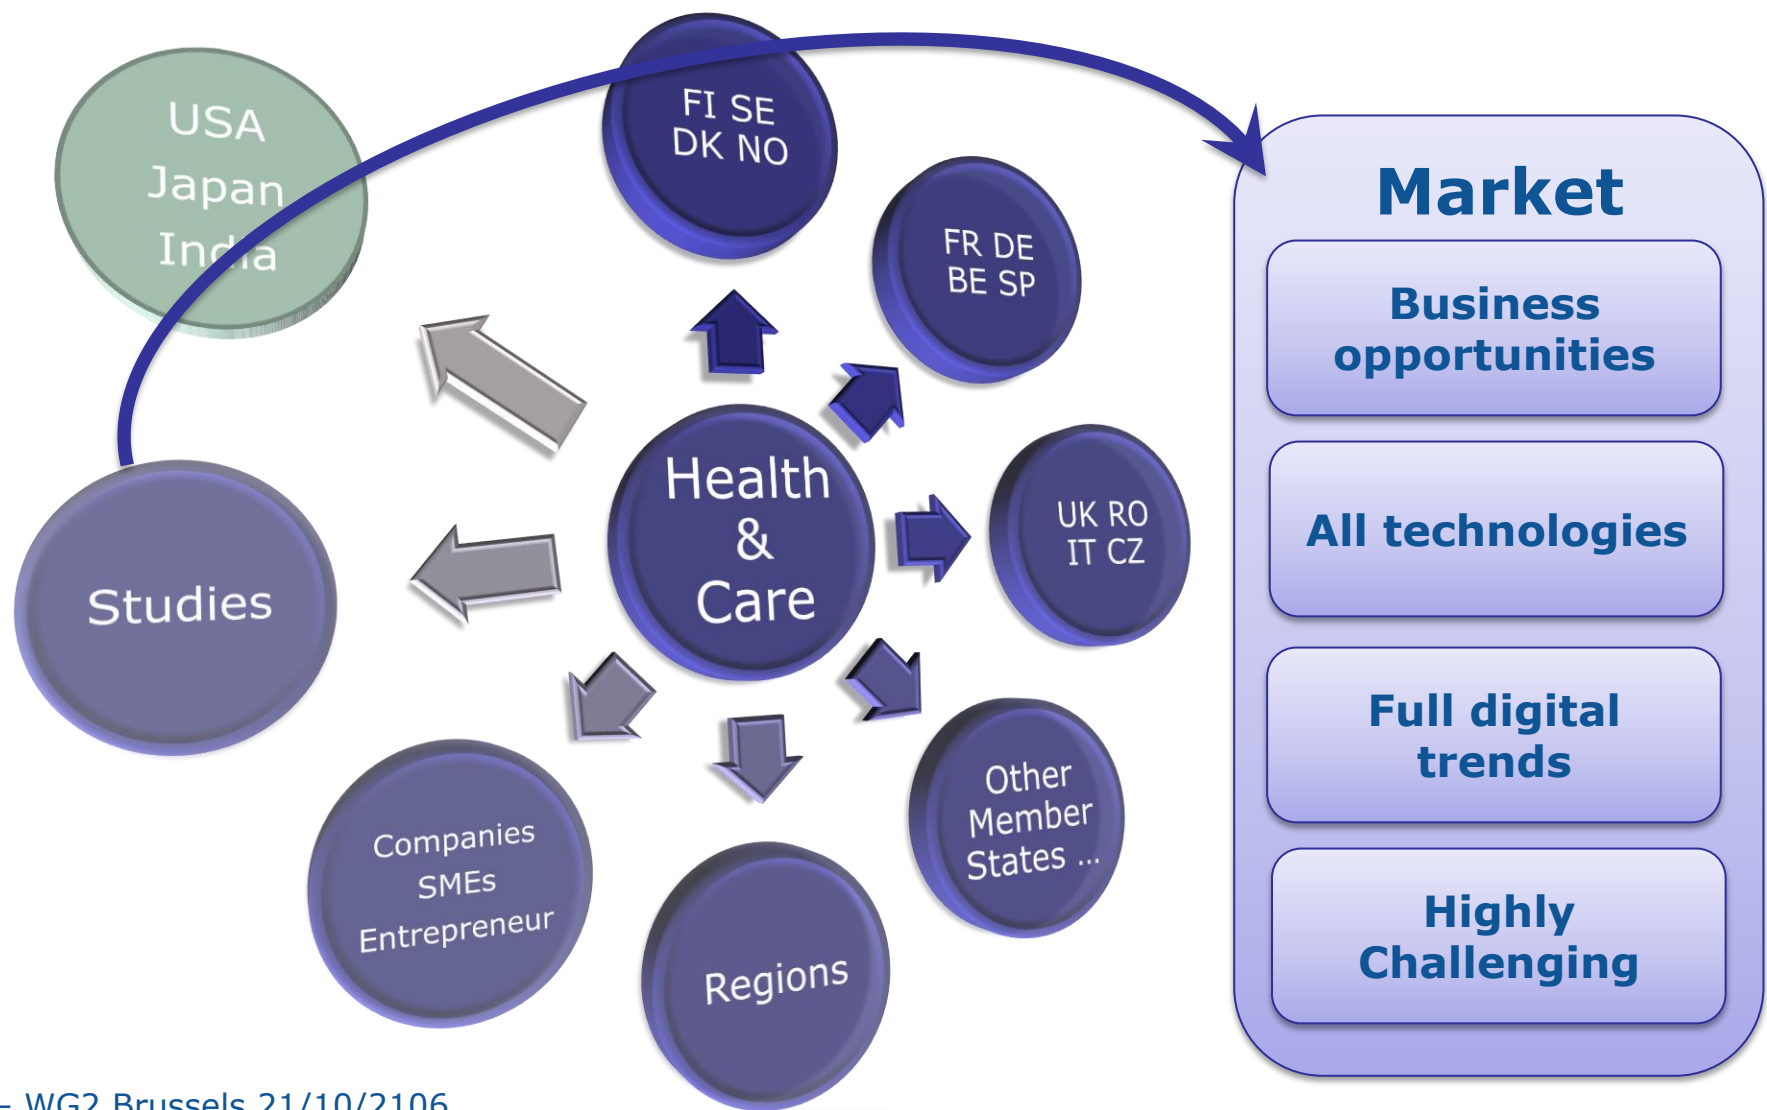 USA
Japan
India
FI SE
DK NO
FR DE
BE SP
UK RO
IT CZ
Other
Member
States ...
Regions
Companies
SMEs
Entrepreneur
Studies
Health
&
Care
Market
Business
opportunities
All technologies
Full digital
trends
Highly
Challenging
– WG2 Brussels 21/10/2106